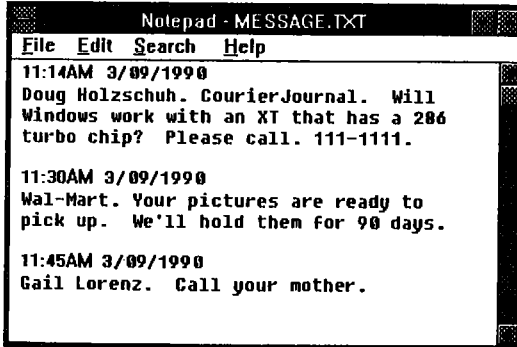 Notepad - MESSAGE.TXT
File Edit Search Help
11:14AM 3/09/1990
Doug Holzschuh. CourierJournal. Will
Windows work with an XT that has a 286
turbo chip? Please call. 111-1111.
11:30AM 3/09/1990
Wal-Mart. Your pictures are ready to
pick up. We'll hold them for 90 days.
11:45AM 3/09/1990
Gail Lorenz. Call your mother.